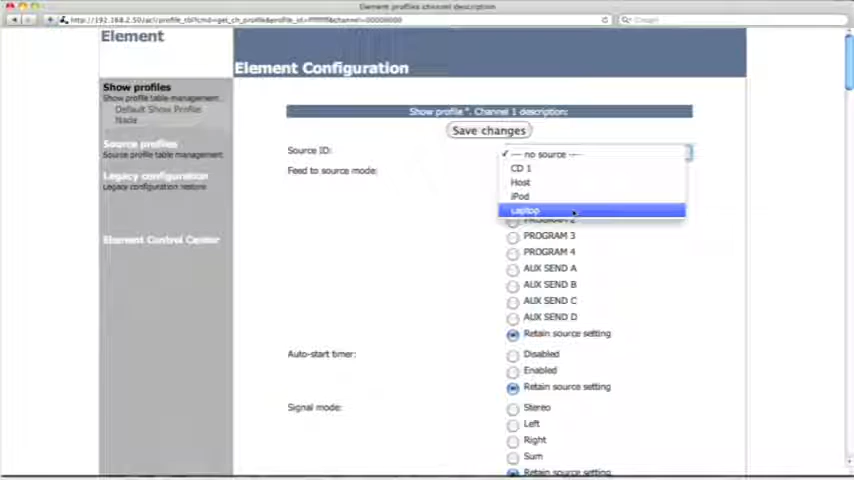 Element profiles channel description
Element
Element Configuration
Show profiles
Show profile table management
Default Show Profile
Show profile ". Channel 1 description:
Save changes
Source profiles
Source profile table management
Source ID:
--- no source ---
CD 1
Host
iPod
Laptop
Feed to source mode:
Legacy configuration
Legacy configuration restore
PROGRAM 2
PROGRAM 3
PROGRAM 4
Element Control Center
AUX SEND A
AUX SEND B
AUX SEND C
AUX SEND D
Retain source setting
Auto-start timer:
Disabled
Enabled
Retain source setting
Signal mode:
Stereo
Left
Right
Sum
Retain source setting